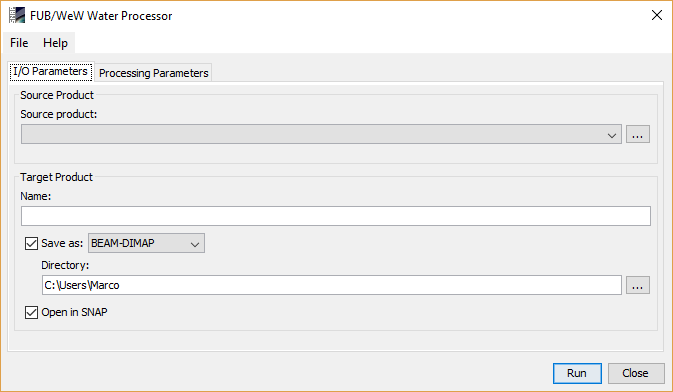 FUB/WeW Water Processor
File Help
I/O Parameters Processing Parameters
Source Product
Source product:
...
Target Product
Name:
Save as: BEAM-DIMAP
Directory:
C:\Users\Marco
...
Open in SNAP
Run Close